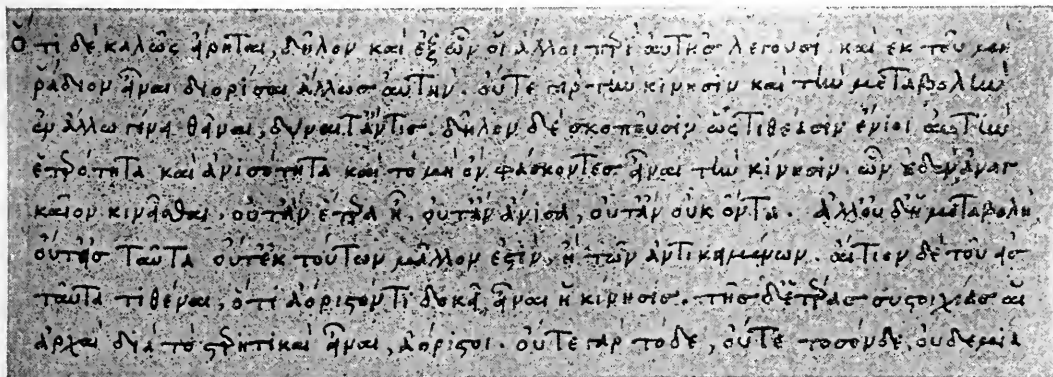 Ὅτι δὲ καλῶς εἴρηται, δῆλον καὶ ἐξ ὧν οἱ ἄλλοι περὶ αὐτῆς λέγουσι. καὶ ἐκ τοῦ μὴ
ῥάδιον εἶναι διορίσαι ἄλλως αὐτήν. οὔτε γὰρ τὴν κίνησιν καὶ τὴν μεταβολὴν
ἐν ἄλλω γένει θεῖναι, δύναιτ' ἄν τις. δῆλον δὲ σκοποῦσιν ὡς τιθέασιν ἔνιοι αὐτὴν
ἑτερότητα καὶ ἀνισότητα καὶ τὸ μὴ ὂν φάσκοντες εἶναι τὴν κίνησιν. ὧν οὐδὲν ἀναγ
καῖον κινεῖσθαι. οὔτ' ἂν ἕτερα ἦ, οὔτ' ἂν ἄνισα, οὔτ' ἂν οὐκ ὄντα. ἀλλ' οὐδ' ἡ μεταβολὴ
οὔτ' εἰς ταῦτα οὔτ' ἐκ τούτων μᾶλλον ἐστὶν, ἢ τῶν ἀντικειμένων. αἴτιον δὲ τοῦ εἰς
ταῦτα τιθέναι, ὅτι ἀόριστόν τι δοκεῖ εἶναι ἡ κίνησις. τῆς δ' ἑτέρας συστοιχίας αἱ
ἀρχαὶ διὰ τὸ στερητικαὶ εἶναι, ἀόριστοι. οὔτε γὰρ τόδε, οὔτε τοσόνδε, οὐδεμία